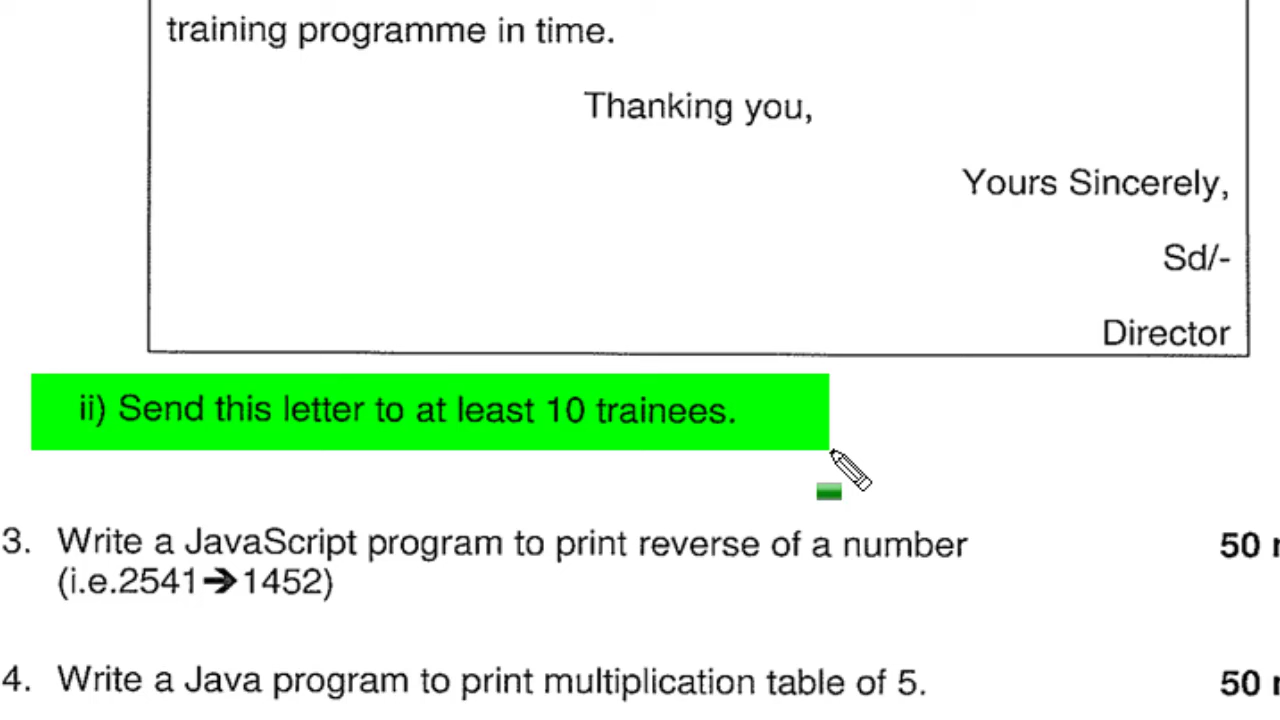 training programme in time.
Thanking you,
Yours Sincerely,
Sd/-
Director
ii) Send this letter to at least 10 trainees.
3. Write a JavaScript program to print reverse of a number 50
(i.e.2541➔1452)
4. Write a Java program to print multiplication table of 5. 50